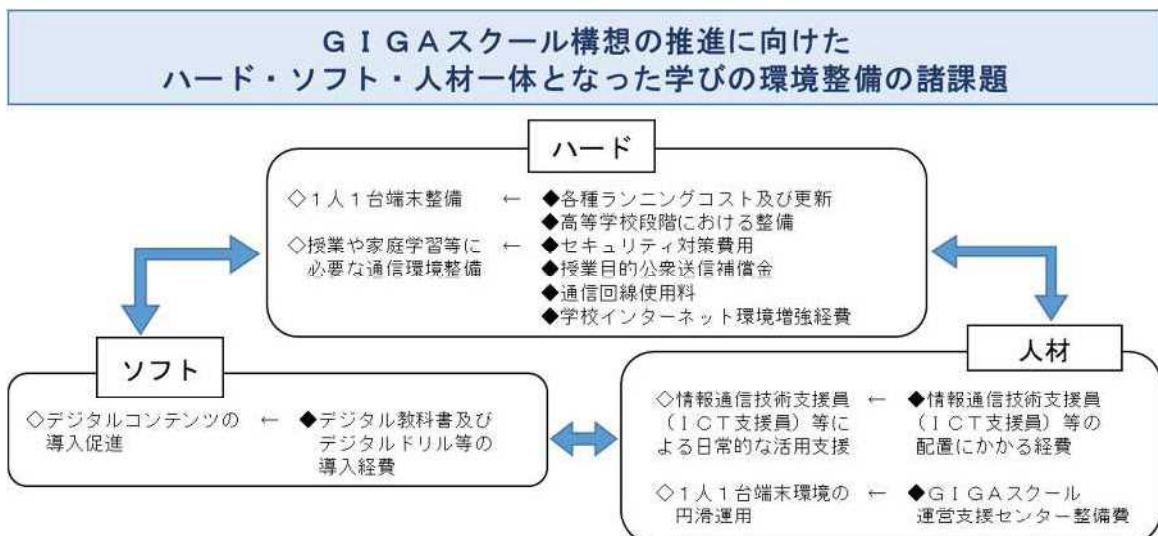 ＧＩＧＡスクール構想の推進に向けた
ハード・ソフト・人材一体となった学びの環境整備の諸課題
ハード
◇１人１台端末整備 ← ◆各種ランニングコスト及び更新
◆高等学校段階における整備
◇授業や家庭学習等に ← ◆セキュリティ対策費用
必要な通信環境整備 ◆授業目的公衆送信補償金
◆通信回線使用料
◆学校インターネット環境増強経費
ソフト
◇デジタルコンテンツの ← ◆デジタル教科書及び
導入促進 デジタルドリル等の
導入経費
人材
◇情報通信技術支援員 ← ◆情報通信技術支援員
（ＩＣＴ支援員）等に （ＩＣＴ支援員）等の
よる日常的な活用支援 配置にかかる経費
◇１人１台端末環境の ← ◆ＧＩＧＡスクール
円滑運用 運営支援センター整備費